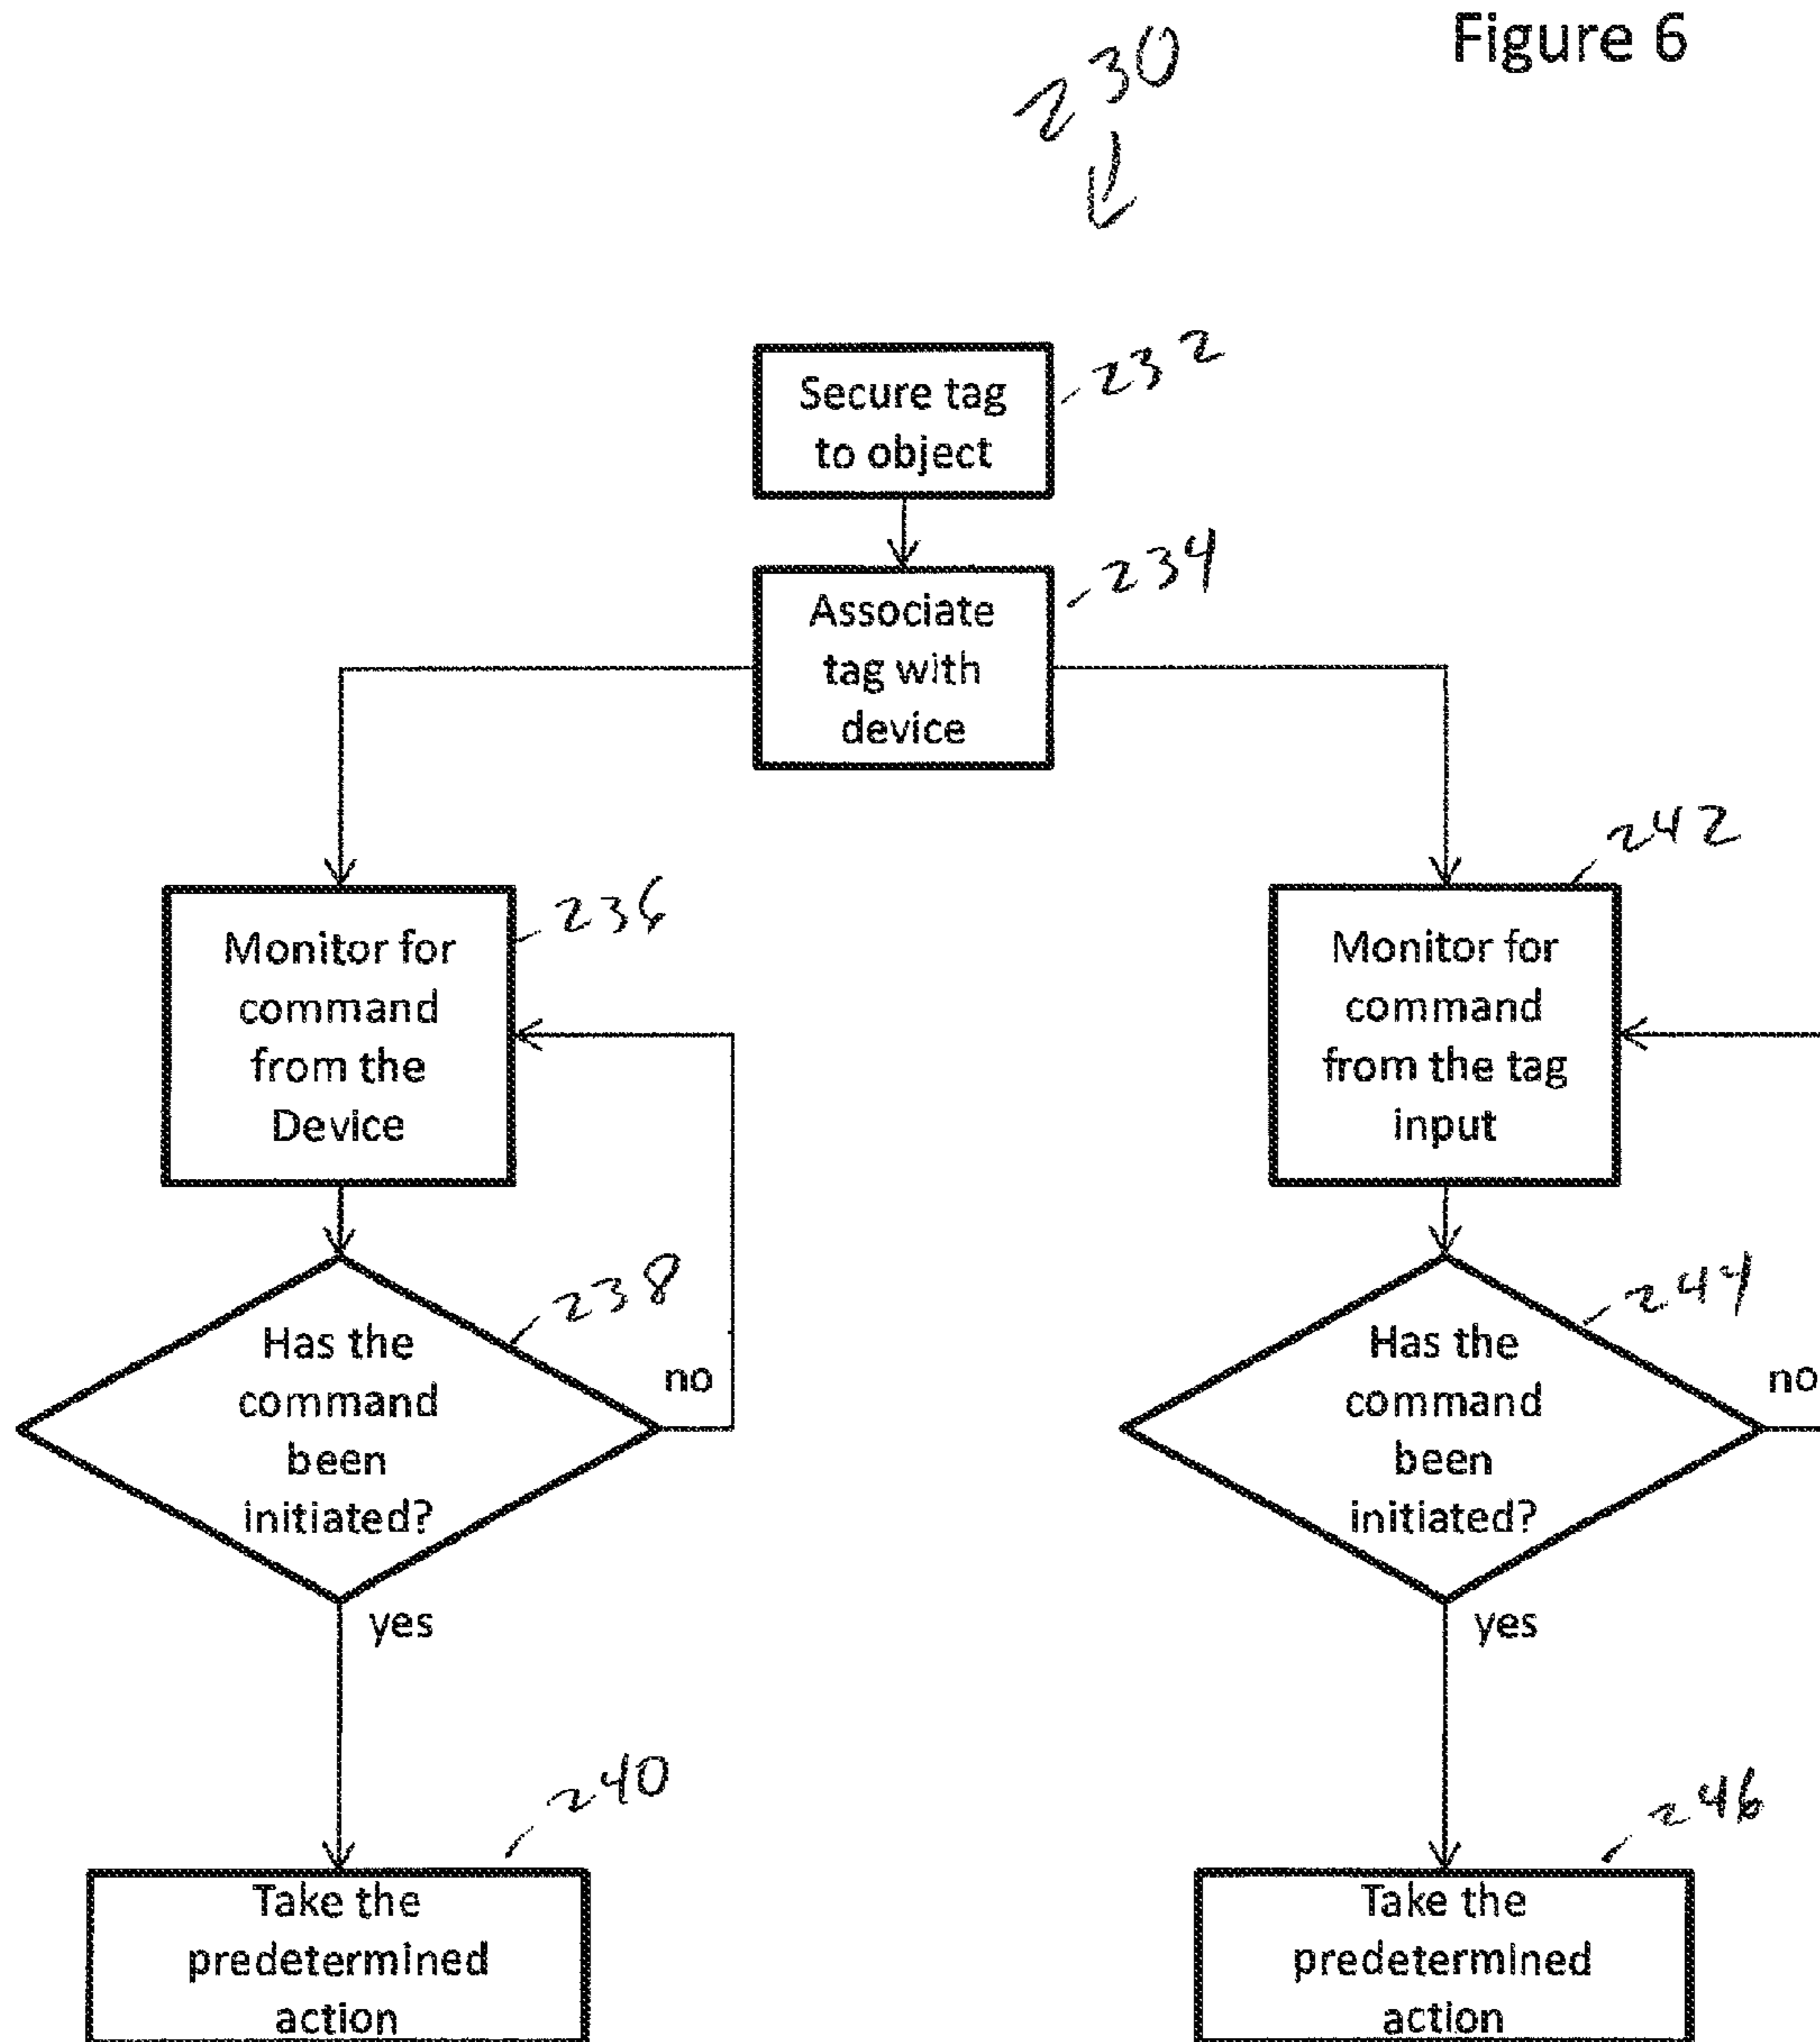 Figure 6
230
Secure tag
to object
232
Associate
tag with
device
234
Monitor for
command
from the
Device
236
Has the
command
been
initiated?
238
no
yes
Take the
predetermined
action
240
Monitor for
command
from the tag
input
242
Has the
command
been
initiated?
244
no
yes
Take the
predetermined
action
246